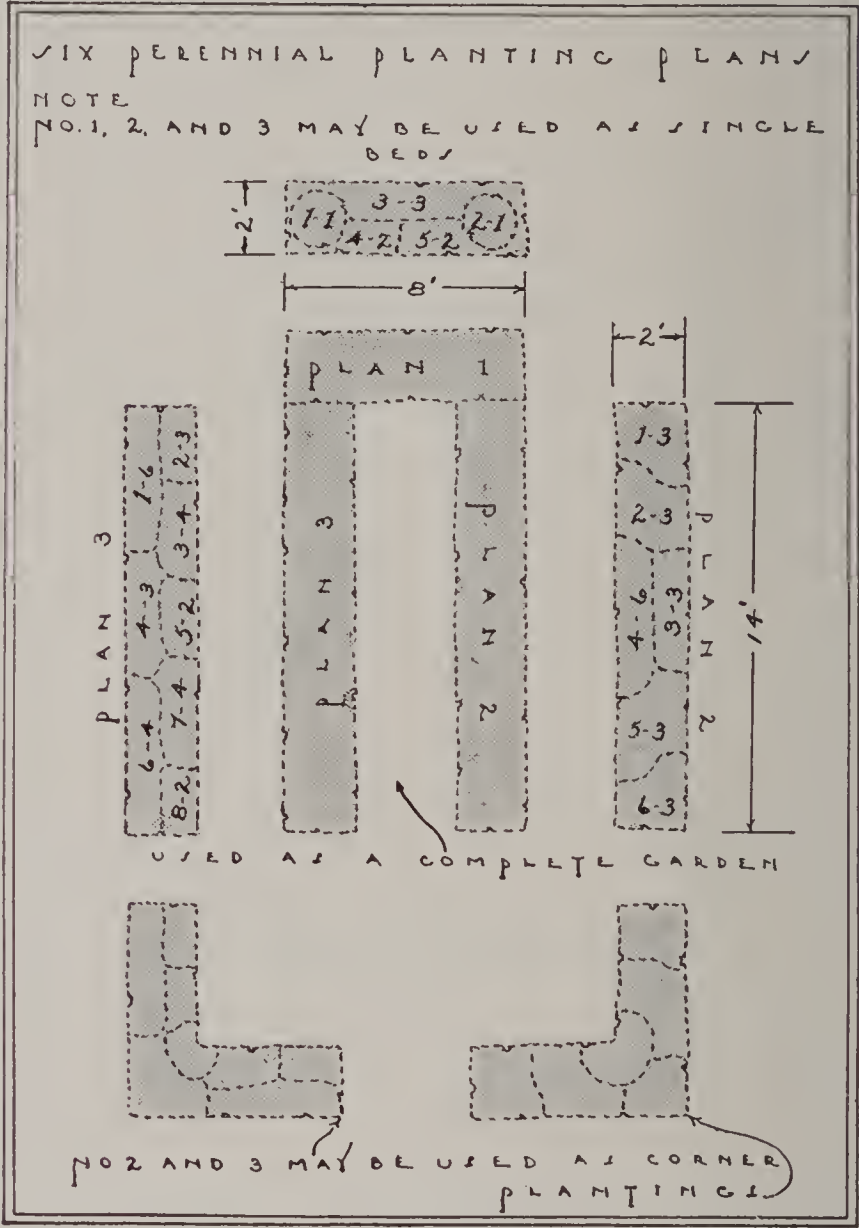 SIX PERENNIAL PLANTING PLANS
NOTE
NO. 1, 2, AND 3 MAY BE USED AS SINGLE
BEDS
2'
1-1
3-3
2-1
4-2
5-2
8'
PLAN 1
PLAN 3
1-6
2-3
3-4
4-3
5-2
6-4
7-4
8-2
PLAN 3
PLAN 2
2'
1-3
2-3
4-6
3-3
5-3
6-3
PLAN 2
14'
USED AS A COMPLETE GARDEN
NO 2 AND 3 MAY BE USED AS CORNER
PLANTINGS